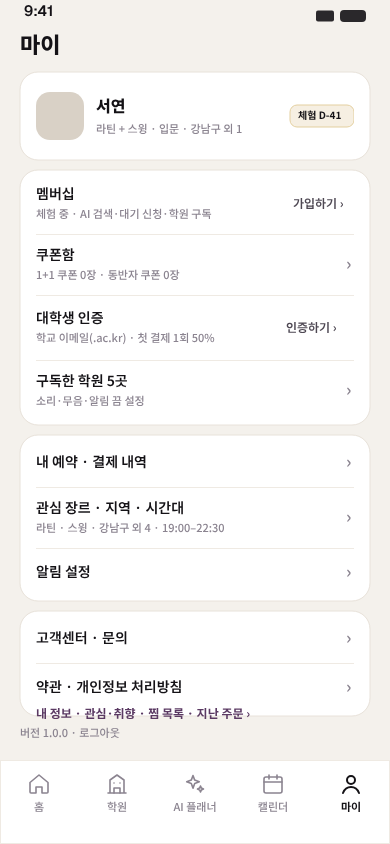 9:41
마이
서연
라틴 + 스윙 · 입문 · 강남구 외 1
체험 D-41
멤버십
체험 중 · AI 검색·대기 신청·학원 구독
가입하기 ›
쿠폰함
1+1 쿠폰 0장 · 동반자 쿠폰 0장
›
대학생 인증
학교 이메일(.ac.kr) · 첫 결제 1회 50%
인증하기 ›
구독한 학원 5곳
소리·무음·알림 끔 설정
›
내 예약 · 결제 내역
›
관심 장르 · 지역 · 시간대
라틴 · 스윙 · 강남구 외 4 · 19:00–22:30
›
알림 설정
›
고객센터 · 문의
›
약관 · 개인정보 처리방침
›
내 정보 · 관심·취향 · 찜 목록 · 지난 주문 ›
버전 1.0.0 · 로그아웃
홈
학원
AI 플래너
캘린더
마이